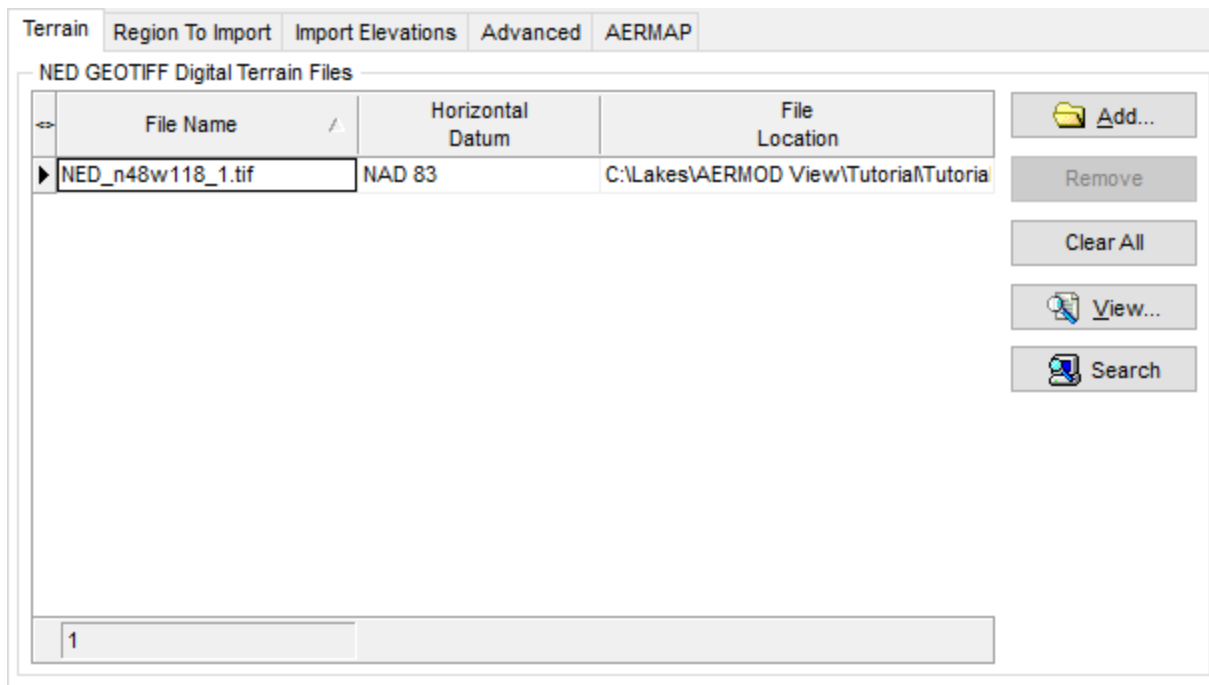 Terrain Region To Import Import Elevations Advanced AERMAP
NED GEOTIFF Digital Terrain Files
File Name
Horizontal
Datum
File
Location
NED_n48w118_1.tif NAD 83 C:\Lakes\AERMOD View\Tutorial\Tutorial
1
Add...
Remove
Clear All
View...
Search